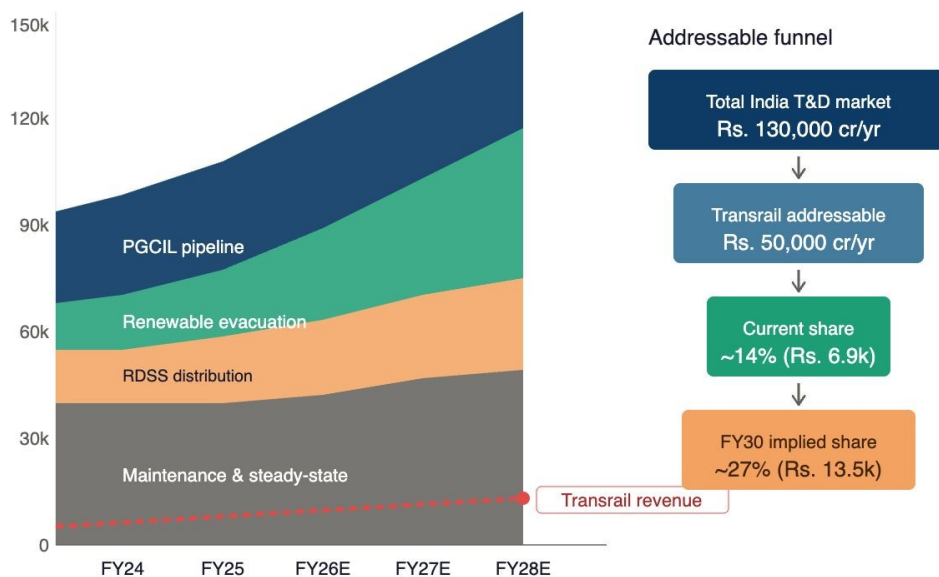 150k
120k
90k
60k
30k
0
PGCIL pipeline
Renewable evacuation
RDSS distribution
Maintenance & steady-state
Transrail revenue
FY24
FY25
FY26E
FY27E
FY28E
Addressable funnel
Total India T&D market
Rs. 130,000 cr/yr
Transrail addressable
Rs. 50,000 cr/yr
Current share
~14% (Rs. 6.9k)
FY30 implied share
~27% (Rs. 13.5k)